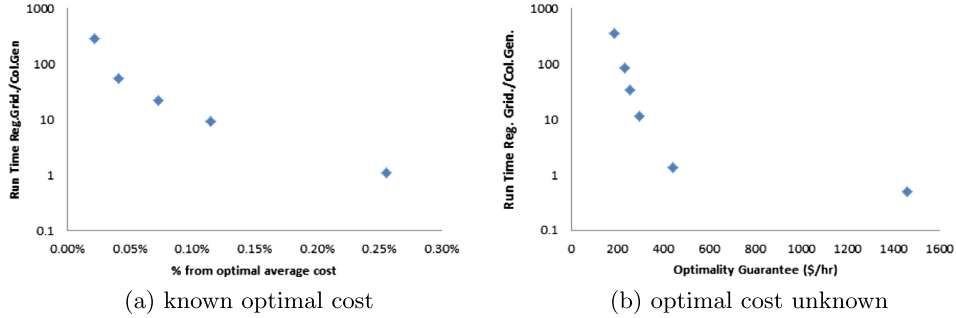 1000
100
10
1
0.1
Run Time Reg.Grid./Col.Gen
0.00% 0.05% 0.10% 0.15% 0.20% 0.25% 0.30%
% from optimal average cost
(a) known optimal cost
1000
100
10
1
0.1
Run Time Reg. Grid./Col.Gen.
0 200 400 600 800 1000 1200 1400 1600
Optimality Guarantee ($/hr)
(b) optimal cost unknown